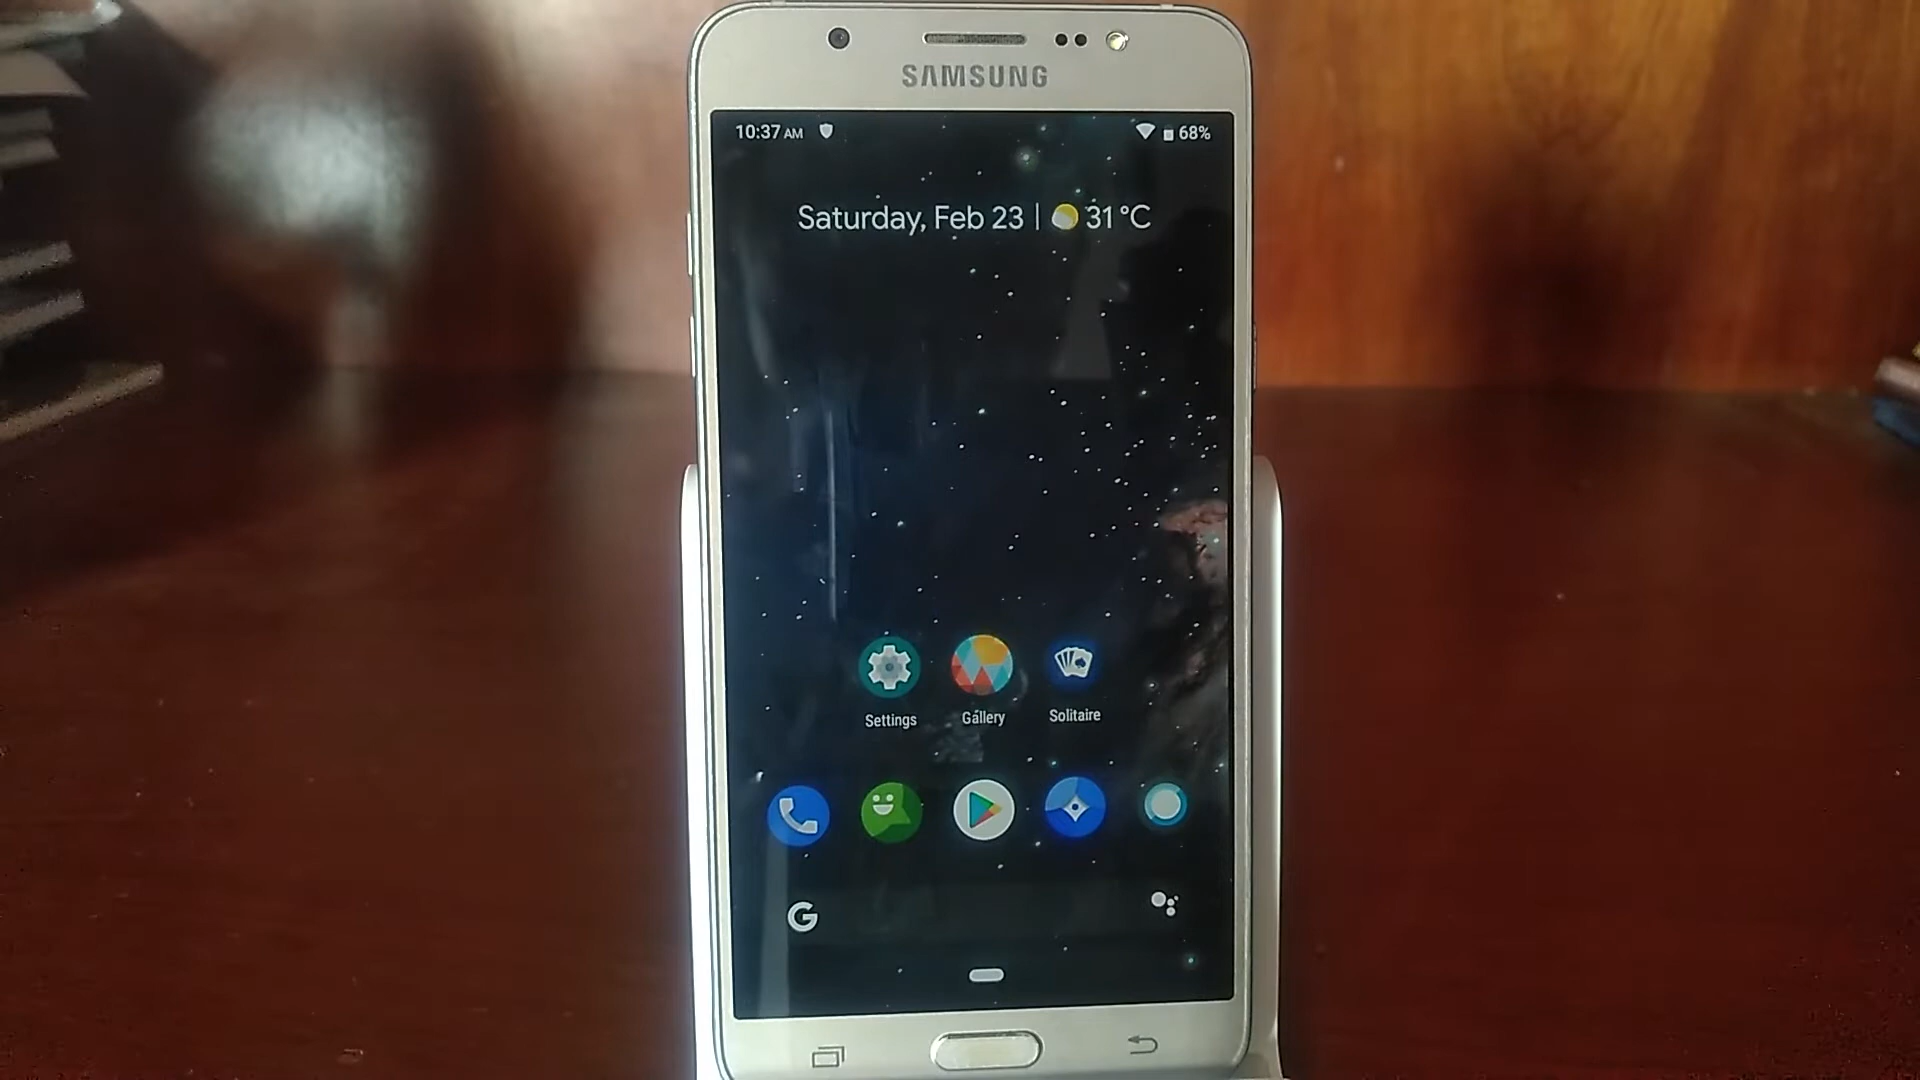 SAMSUNG
10:37 AM 68%
Saturday, Feb 23 | 31 °C
Settings Gallery Solitaire
G